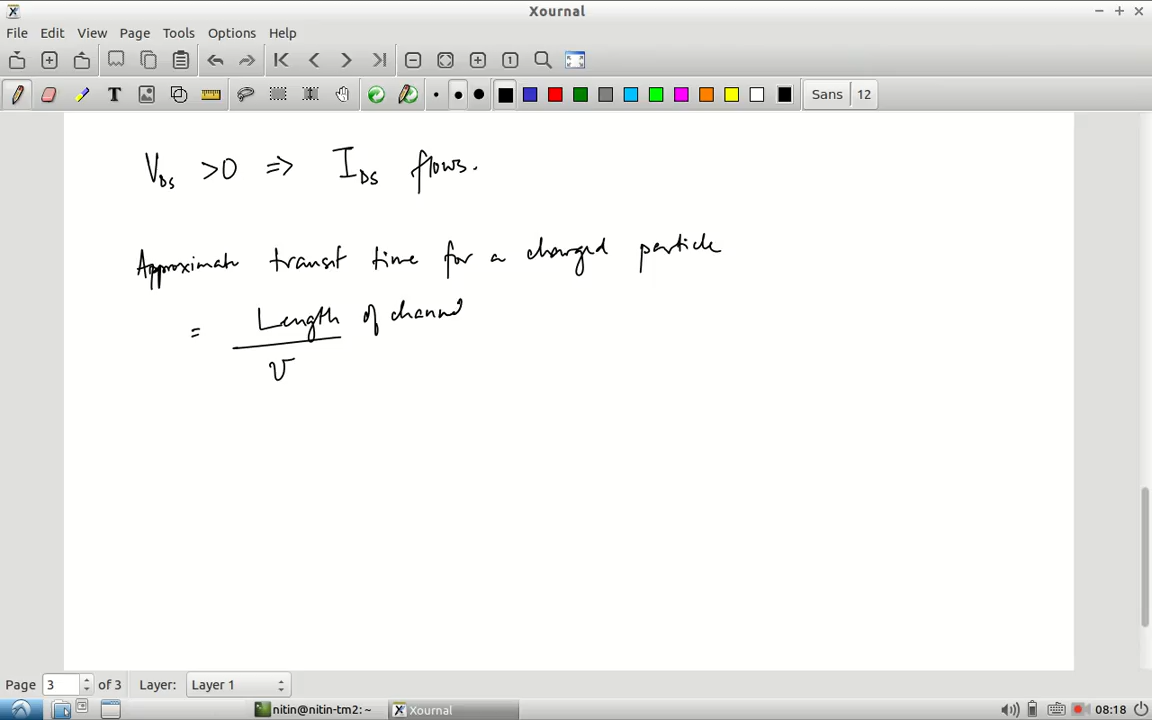 Xournal
File Edit View Page Tools Options Help
Sans 12
V_DS >0 ⇒ I_DS flows.
Approximate transit time for a charged particle
= Length of channel
v
Page 3 of 3 Layer: Layer 1
nitin@nitin-tm2: ~ Xournal 08:18